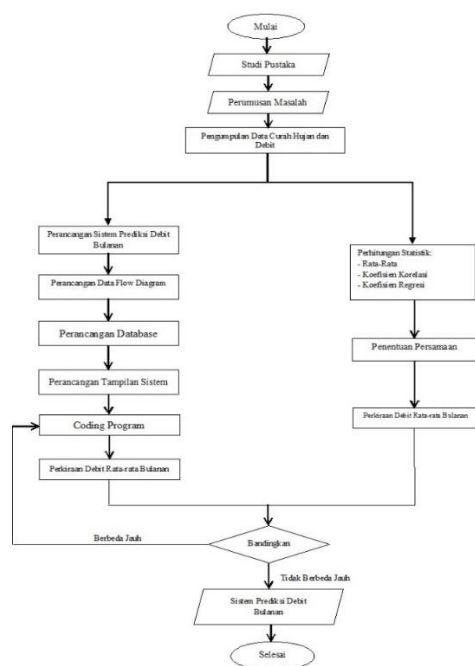 Mulai
Studi Pustaka
Perumusan Masalah
Pengumpulan Data Curah Hujan dan
Debit
Perancangan Sistem Prediksi Debit
Bulanan
Perancangan Data Flow Diagram
Perancangan Database
Perancangan Tampilan Sistem
Coding Program
Perkiraan Debit Rata-rata Bulanan
Perhitungan Statistik:
- Rata-Rata
- Koefisien Korelasi
- Koefisien Regresi
Penentuan Persamaan
Perkiraan Debit Rata-rata Bulanan
Berbeda Jauh
Bandingkan
Tidak Berbeda Jauh
Sistem Prediksi Debit
Bulanan
Selesai